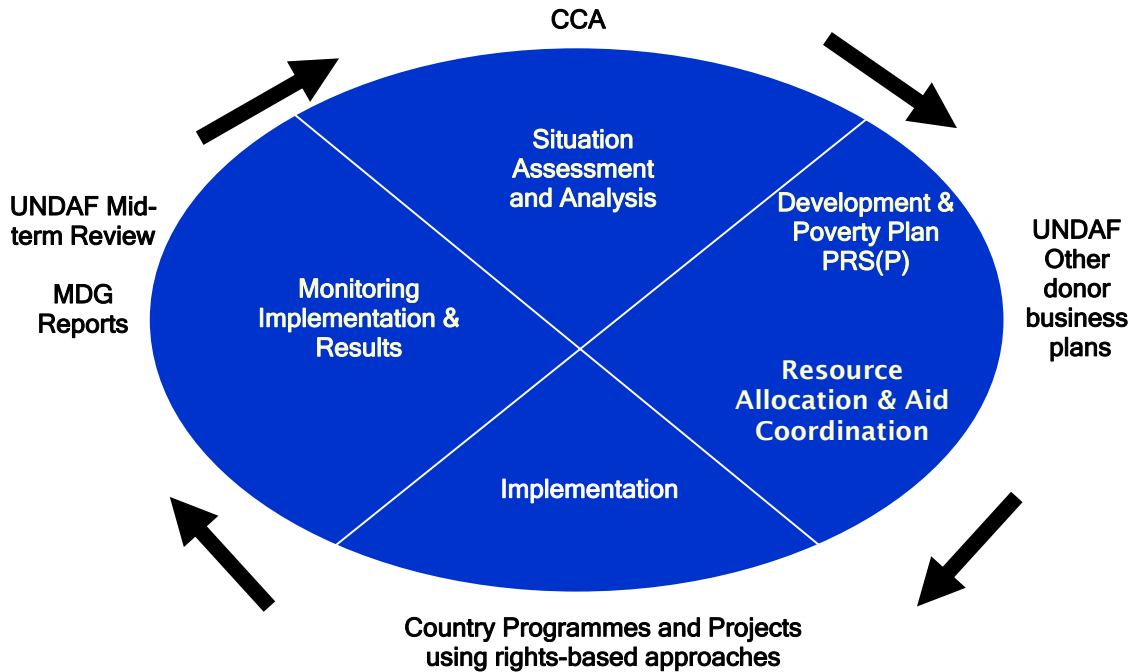 CCA
Situation
Assessment
and Analysis
Development &
Poverty Plan
PRS(P)
UNDAF
Other
donor
business
plans
Resource
Allocation & Aid
Coordination
Implementation
Country Programmes and Projects
using rights-based approaches
Monitoring
Implementation &
Results
UNDAF Mid-
term Review
MDG
Reports